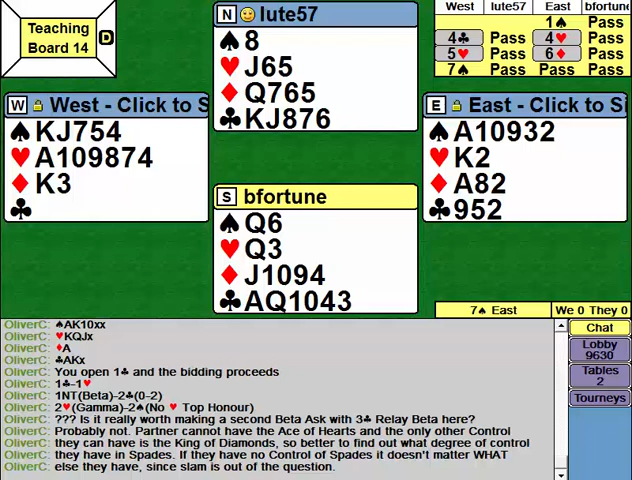 Teaching
Board 14
D
N lute57
♠8
♥J65
♦Q765
♣KJ876
West lute57 East bfortune
1♠ Pass
4♣ Pass 4♥ Pass
5♥ Pass 6♦ Pass
7♠ Pass Pass Pass
W West - Click to S
♠KJ754
♥A109874
♦K3
♣
E East - Click to Si
♠A10932
♥K2
♦A82
♣952
S bfortune
♠Q6
♥Q3
♦J1094
♣AQ1043
7♠ East We 0 They 0
OliverC: ♠AK10xx
OliverC: ♥KQJx
OliverC: ♦A
OliverC: ♣AKx
OliverC: You open 1♣ and the bidding proceeds
OliverC: 1♣-1♥
OliverC: 1NT(Beta)-2♣(0-2)
OliverC: 2♥(Gamma)-2♠(No ♥ Top Honour)
OliverC: ??? Is it really worth making a second Beta Ask with 3♣ Relay Beta here?
OliverC: Probably not. Partner cannot have the Ace of Hearts and the only other Control
OliverC: they can have is the King of Diamonds, so better to find out what degree of control
OliverC: they have in Spades. If they have no Control of Spades it doesn't matter WHAT
OliverC: else they have, since slam is out of the question.
Chat
Lobby
9630
Tables
2
Tourneys